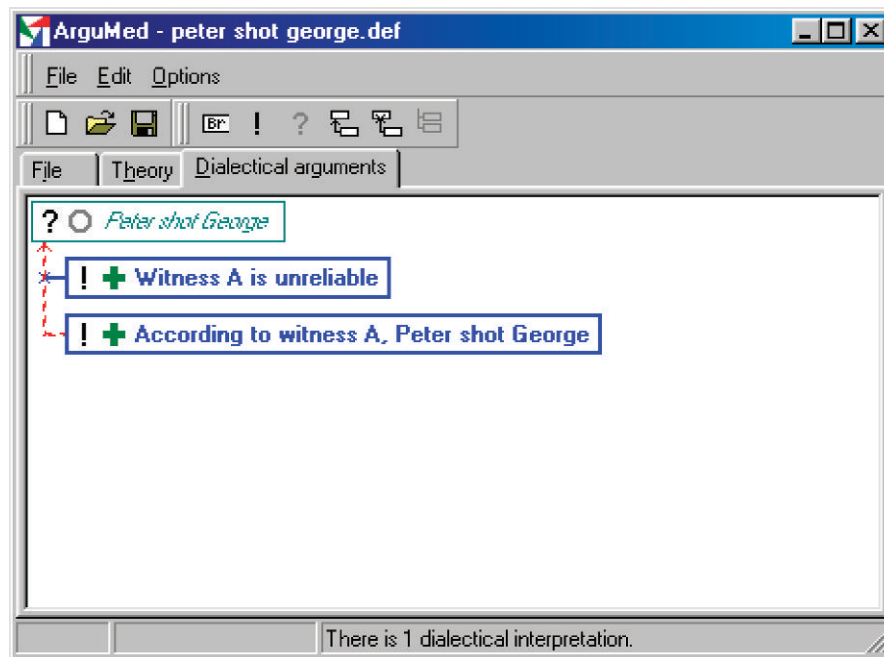 ArguMed - peter shot george.def
File Edit Options
Br ! ?
File Theory Dialectical arguments
? Peter shot George
! Witness A is unreliable
! According to witness A, Peter shot George
There is 1 dialectical interpretation.